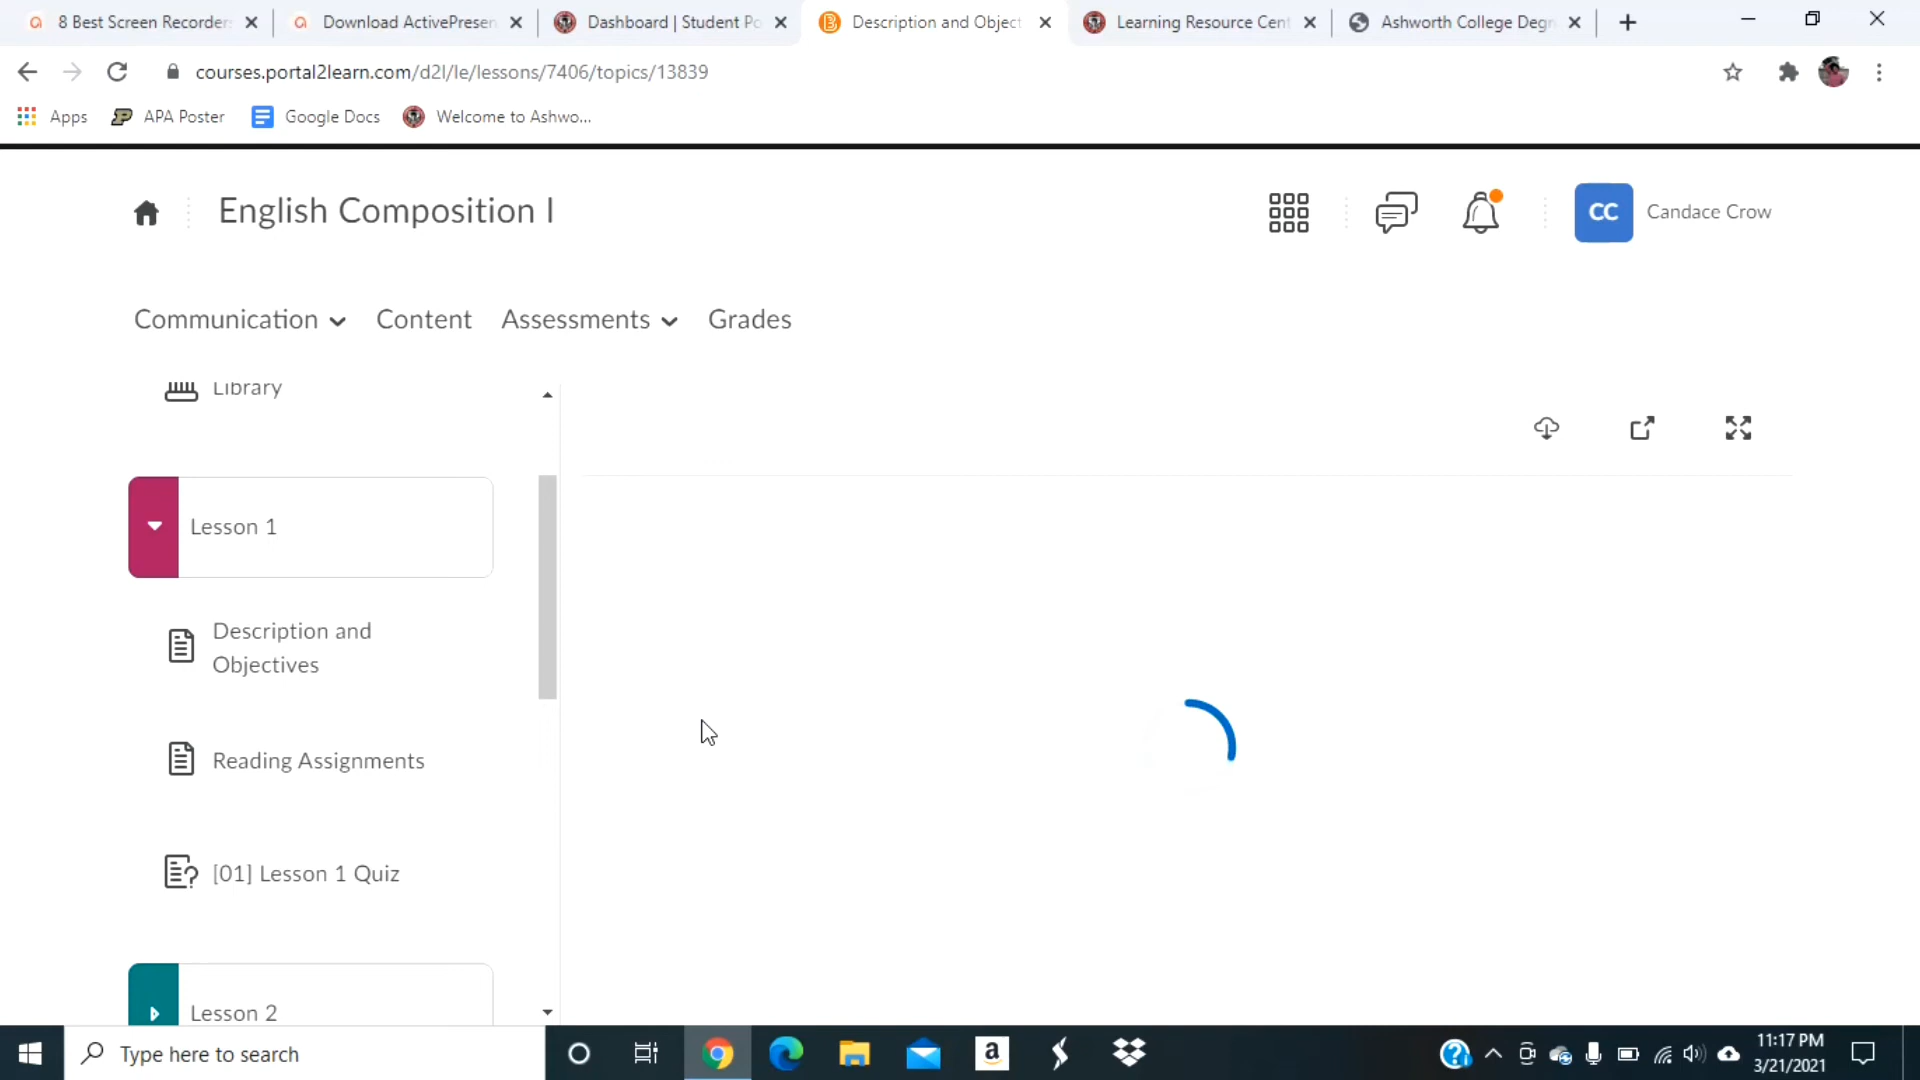 8 Best Screen Recorder
Download ActivePresen
Dashboard | Student Po
Description and Object
Learning Resource Cent
Ashworth College Degr
courses.portal2learn.com/d2l/le/lessons/7406/topics/13839
Apps
APA Poster
Google Docs
Welcome to Ashwo...
English Composition I
CC
Candace Crow
Communication
Content
Assessments
Grades
Library
Lesson 1
Description and
Objectives
Reading Assignments
[01] Lesson 1 Quiz
Lesson 2
Type here to search
11:17 PM
3/21/2021